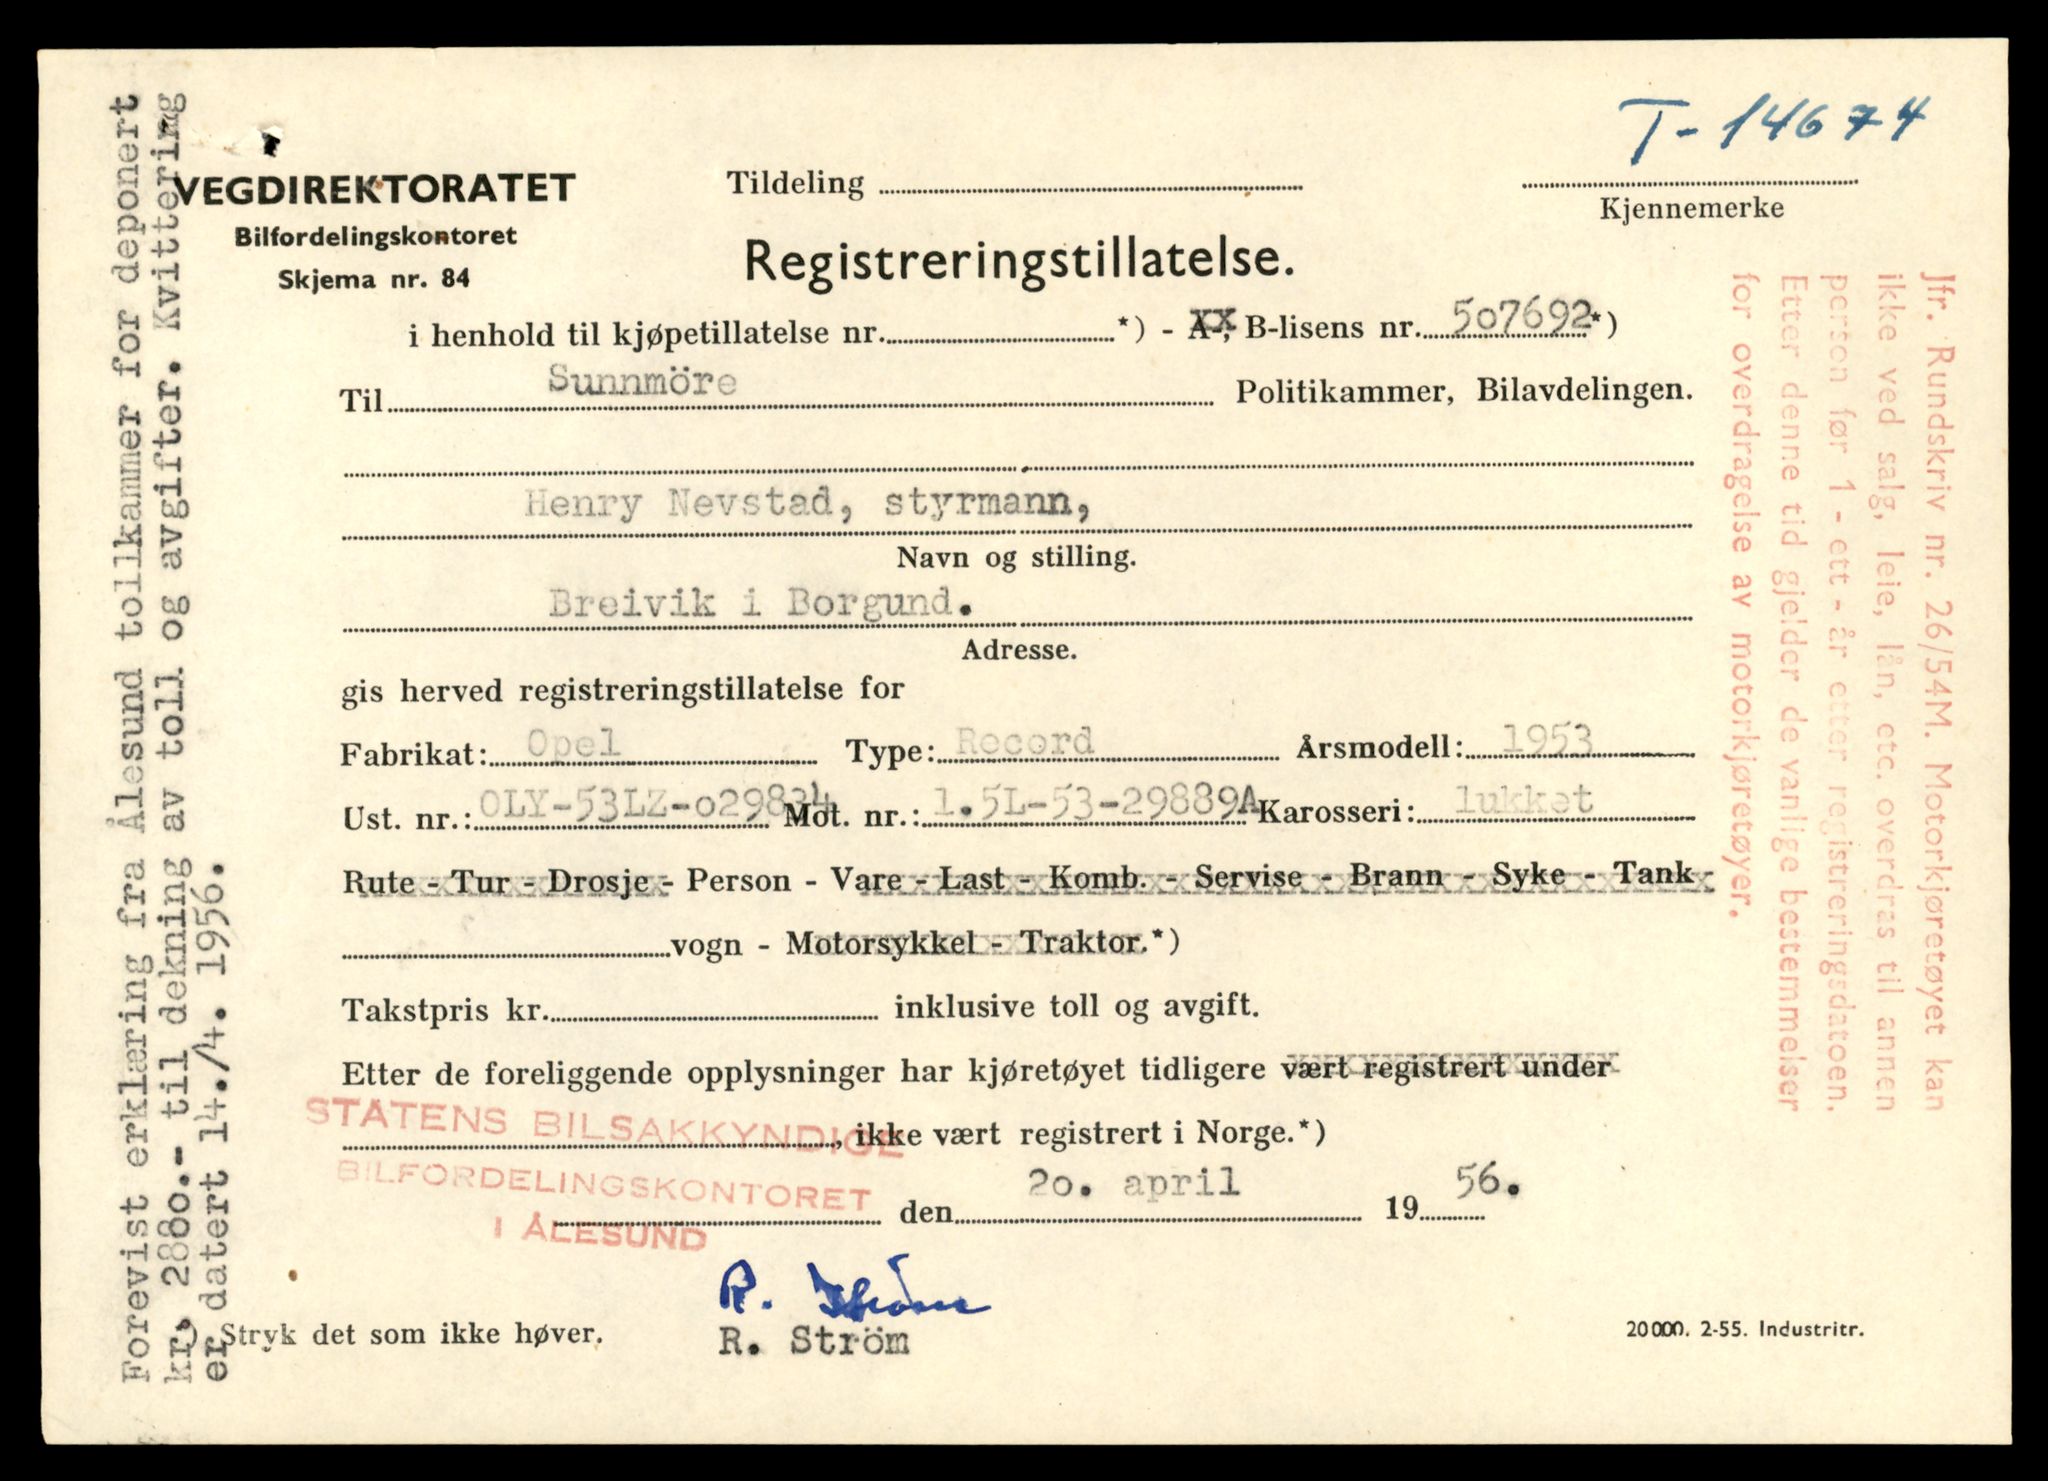 T-14674
VEGDIREKTORATET
Bilfordelingskontoret
Skjema nr. 84
Tildeling
Kjennemerke
Registreringstillatelse.
i henhold til kjøpetillatelse nr. *) - A-, B-lisens nr. 507692 *)
Til Sunnmöre Politikammer, Bilavdelingen.
Henry Nevstad, styrmann,
Navn og stilling.
Breivik i Borgund.
Adresse.
gis herved registreringstillatelse for
Fabrikat: Opel Type: Record Årsmodell: 1953
Ust. nr.: OLY-53LZ-o29834 Mot. nr.: 1.5L-53-29889A Karosseri: lukket
Rute - Tur - Drosje - Person - Vare - Last - Komb. - Servise - Brann - Syke - Tank -
vogn - Motorsykkel - Traktor.*)
Takstpris kr. inklusive toll og avgift.
Etter de foreliggende opplysninger har kjøretøyet tidligere vært registrert under
, ikke vært registrert i Norge.*)
STATENS BILSAKKYNDIGE
BILFORDELINGSKONTORET
I ÅLESUND
den 2o. april 19 56.
R. Ström
R. Ström
*) Stryk det som ikke høver.
20000. 2-55. Industritr.
Forevist erklæring fra Ålesund tollkammer for deponert
kr. 288o.- til dekning av toll og avgifter. Kvittering
er datert 14./4. 1956.
Jfr. Rundskriv nr. 26/54M. Motorkjøretøyet kan
ikke ved salg, leie, lån, etc. overdras til annen
person før 1 - ett - år etter registreringsdatoen.
Etter denne tid gjelder de vanlige bestemmelser
for overdragelse av motorkjøretøyer.